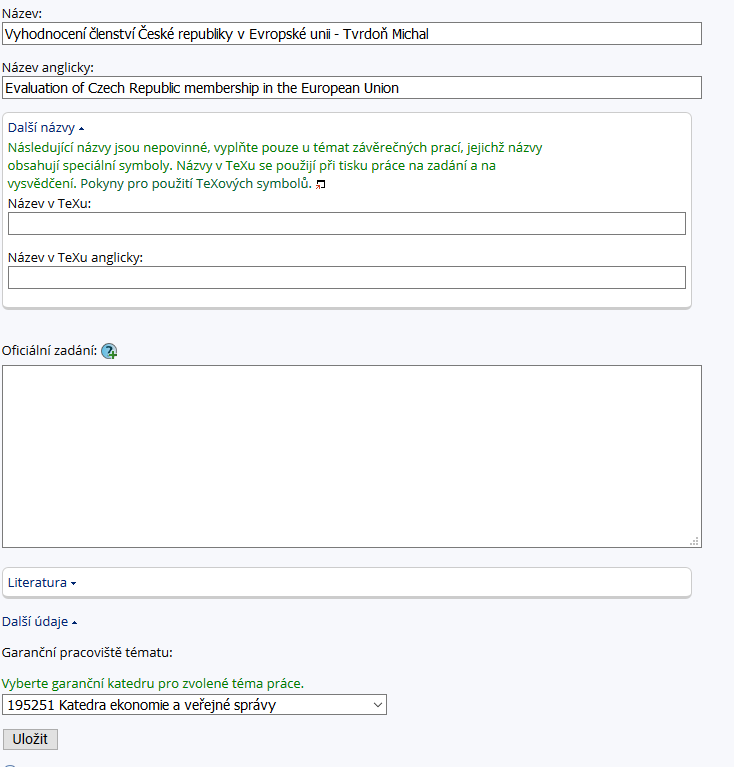 Název:
Vyhodnocení členství České republiky v Evropské unii - Tvrdoň Michal
Název anglicky:
Evaluation of Czech Republic membership in the European Union
Další názvy
Následující názvy jsou nepovinné, vyplňte pouze u témat závěrečných prací, jejichž názvy
obsahují speciální symboly. Názvy v TeXu se použijí při tisku práce na zadání a na
vysvědčení. Pokyny pro použití TeXových symbolů.
Název v TeXu:
Název v TeXu anglicky:
Oficiální zadání:
Literatura
Další údaje
Garanční pracoviště tématu:
Vyberte garanční katedru pro zvolené téma práce.
195251 Katedra ekonomie a veřejné správy
Uložit